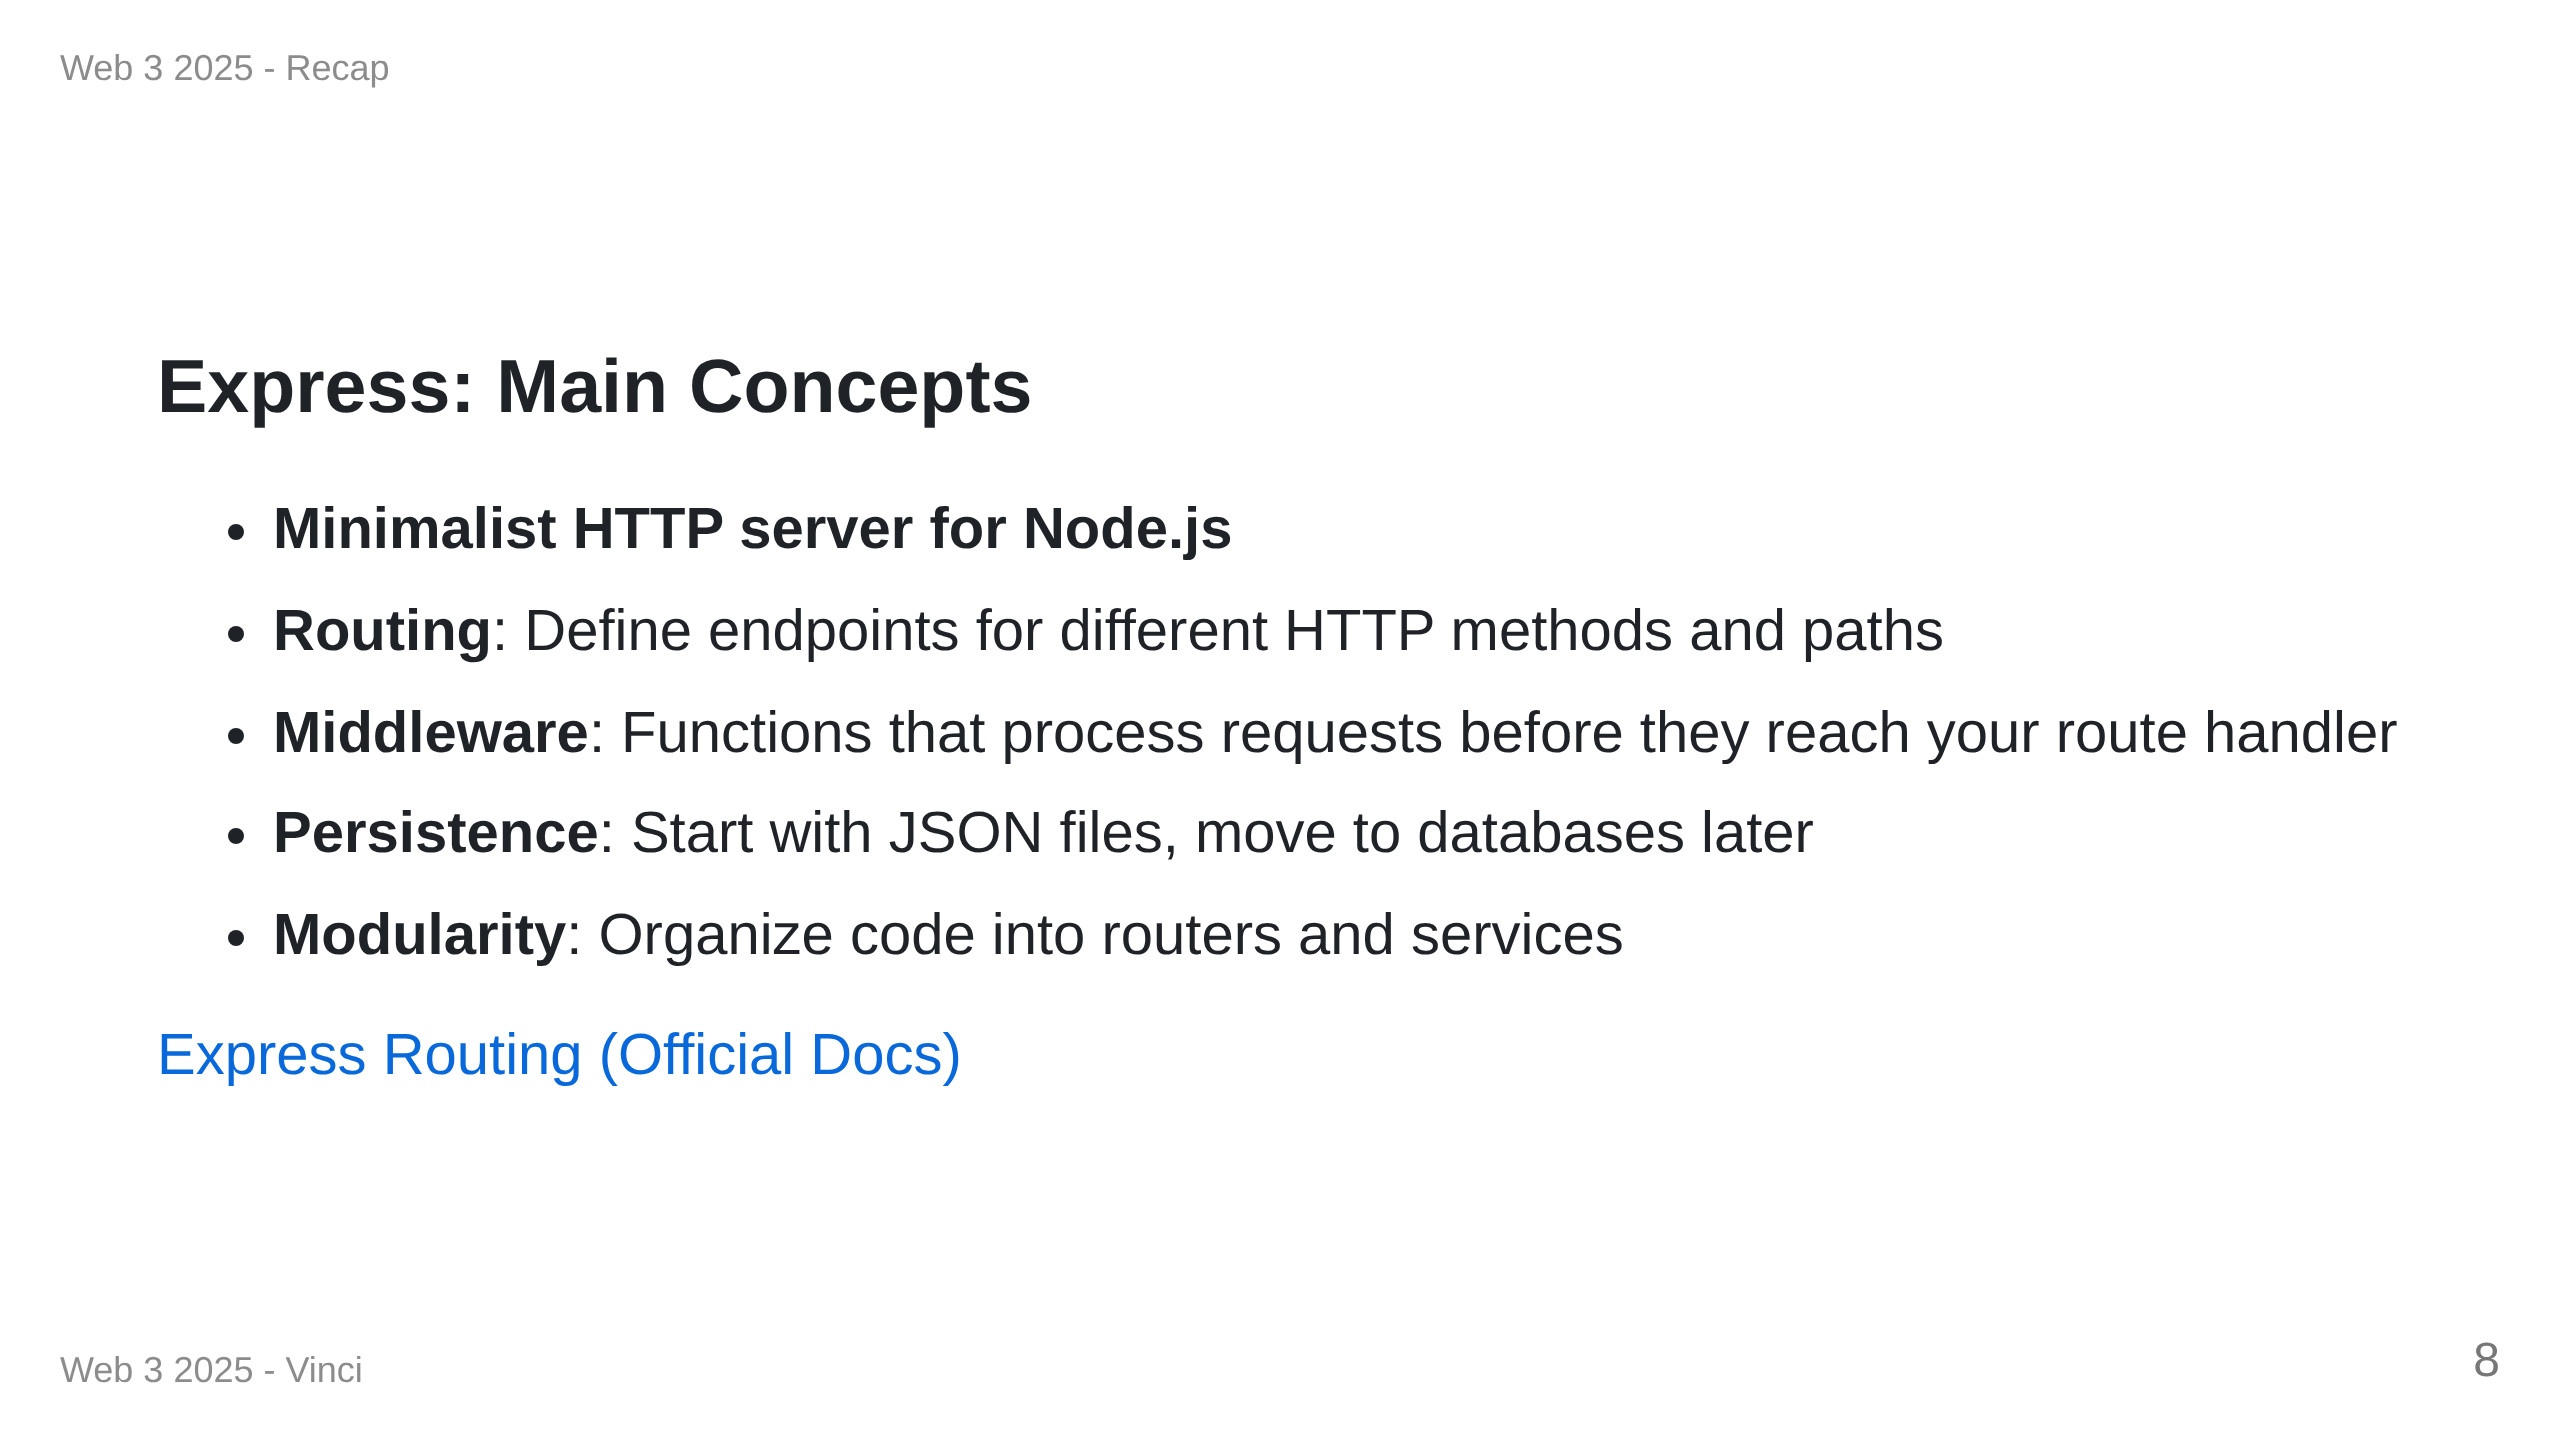 Web 3 2025 - Recap
Express: Main Concepts
• Minimalist HTTP server for Node.js
• Routing: Define endpoints for different HTTP methods and paths
• Middleware: Functions that process requests before they reach your route handler
• Persistence: Start with JSON files, move to databases later
• Modularity: Organize code into routers and services
Express Routing (Official Docs)
Web 3 2025 - Vinci
8